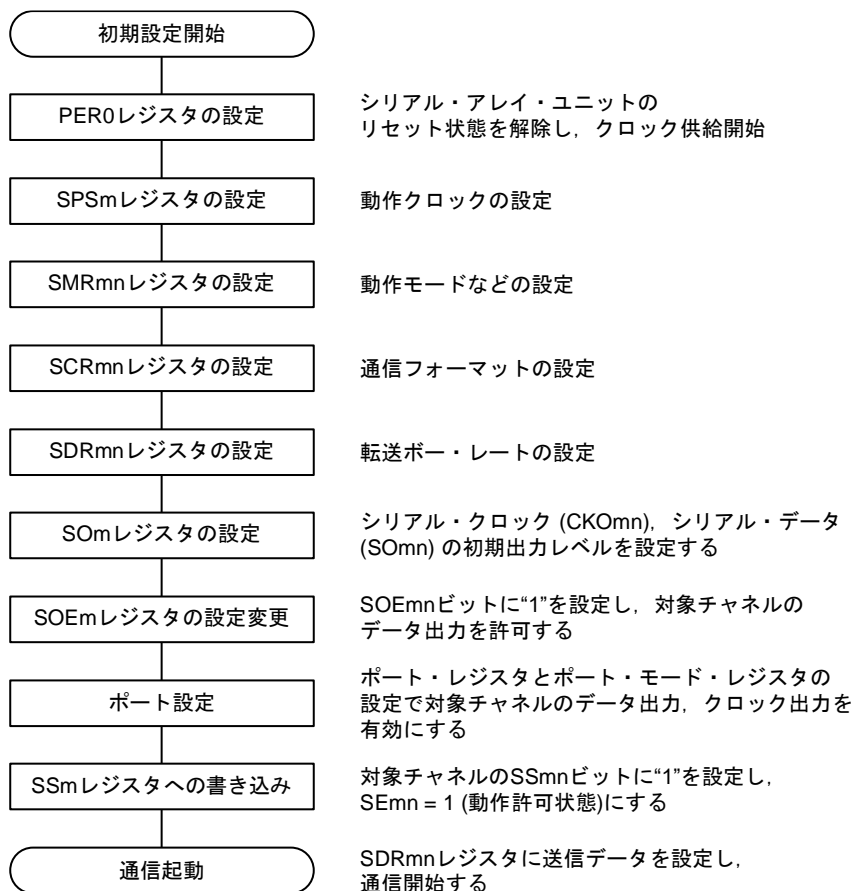 初期設定開始
PER0レジスタの設定
シリアル・アレイ・ユニットの
リセット状態を解除し，クロック供給開始
SPSmレジスタの設定
動作クロックの設定
SMRmnレジスタの設定
動作モードなどの設定
SCRmnレジスタの設定
通信フォーマットの設定
SDRmnレジスタの設定
転送ボー・レートの設定
SOmレジスタの設定
シリアル・クロック (CKOmn)，シリアル・データ
(SOmn) の初期出力レベルを設定する
SOEmレジスタの設定変更
SOEmnビットに“1”を設定し，対象チャネルの
データ出力を許可する
ポート設定
ポート・レジスタとポート・モード・レジスタの
設定で対象チャネルのデータ出力，クロック出力を
有効にする
SSmレジスタへの書き込み
対象チャネルのSSmnビットに“1”を設定し，
SEmn = 1 (動作許可状態)にする
通信起動
SDRmnレジスタに送信データを設定し，
通信開始する